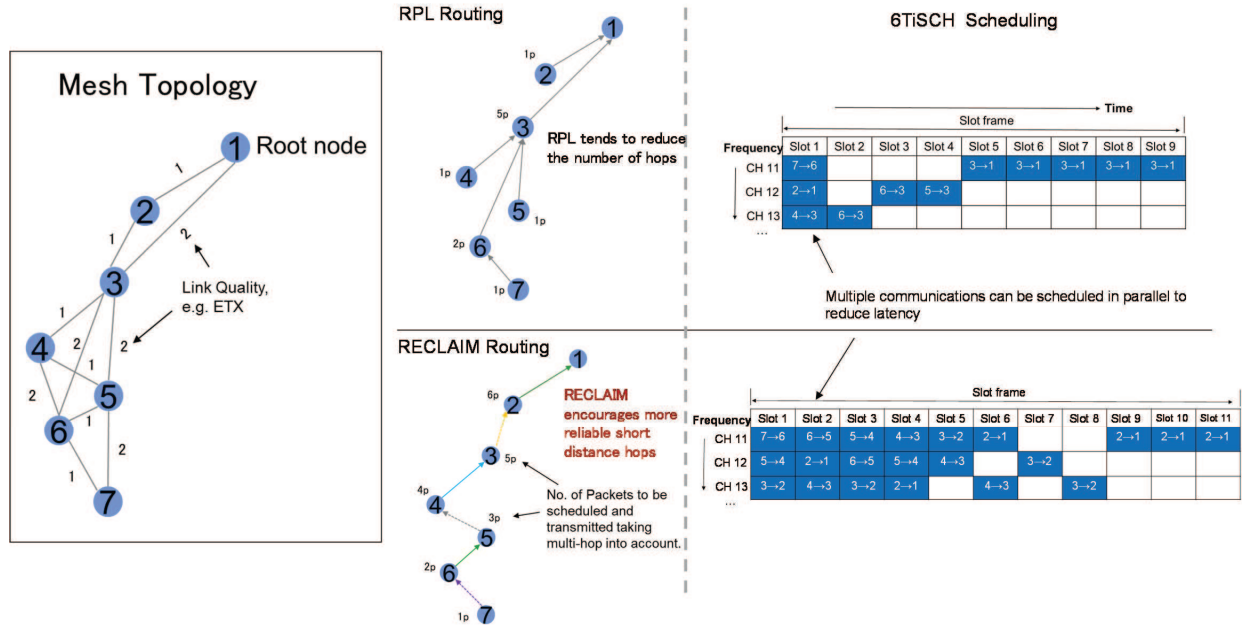 Mesh Topology
1
Root node
1
2
1
2
3
Link Quality,
e.g. ETX
1
2
2
4
1
5
2
6
1
2
1
7
RPL Routing
1
1p
2
5p
3
RPL tends to reduce
the number of hops
1p
4
5
1p
2p
6
1p
7
RECLAIM Routing
1
6p
2
RECLAIM
encourages more
reliable short
distance hops
3
5p
4p
4
No. of Packets to be
scheduled and
transmitted taking
multi-hop into account.
3p
5
2p
6
1p
7
6TiSCH Scheduling
Time
Slot frame
Frequency Slot 1 Slot 2 Slot 3 Slot 4 Slot 5 Slot 6 Slot 7 Slot 8 Slot 9
CH 11 7→6 3→1 3→1 3→1 3→1 3→1
CH 12 2→1 6→3 5→3
CH 13 4→3 6→3
...
Multiple communications can be scheduled in parallel to
reduce latency
Slot frame
Frequency Slot 1 Slot 2 Slot 3 Slot 4 Slot 5 Slot 6 Slot 7 Slot 8 Slot 9 Slot 10 Slot 11
CH 11 7→6 6→5 5→4 4→3 3→2 2→1 2→1 2→1 2→1
CH 12 5→4 2→1 6→5 5→4 4→3 3→2
CH 13 3→2 4→3 3→2 2→1 4→3 3→2
...